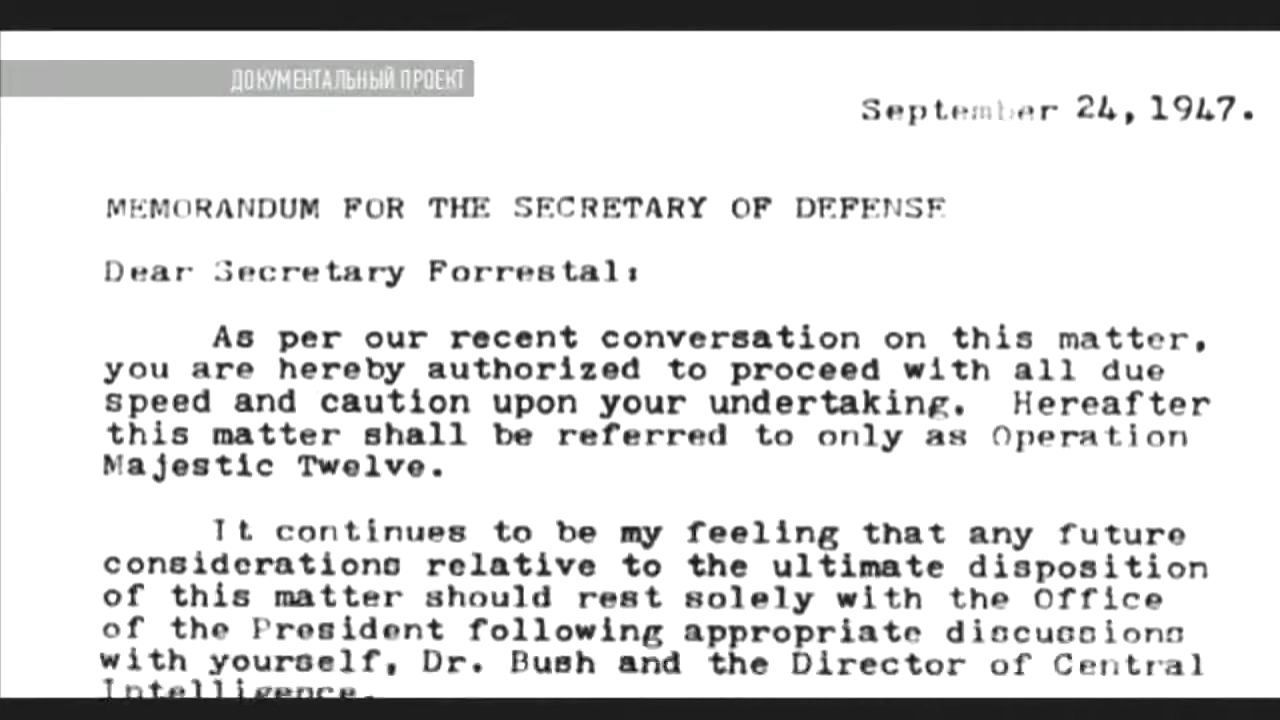 ДОКУМЕНТАЛЬНЫЙ ПРОЕКТ
September 24, 1947.
MEMORANDUM FOR THE SECRETARY OF DEFENSE
Dear Secretary Forrestal:
As per our recent conversation on this matter,
you are hereby authorized to proceed with all due
speed and caution upon your undertaking. Hereafter
this matter shall be referred to only as Operation
Majestic Twelve.
It continues to be my feeling that any future
considerations relative to the ultimate disposition
of this matter should rest solely with the Office
of the President following appropriate discussions
with yourself, Dr. Bush and the Director of Central
Intelligence.